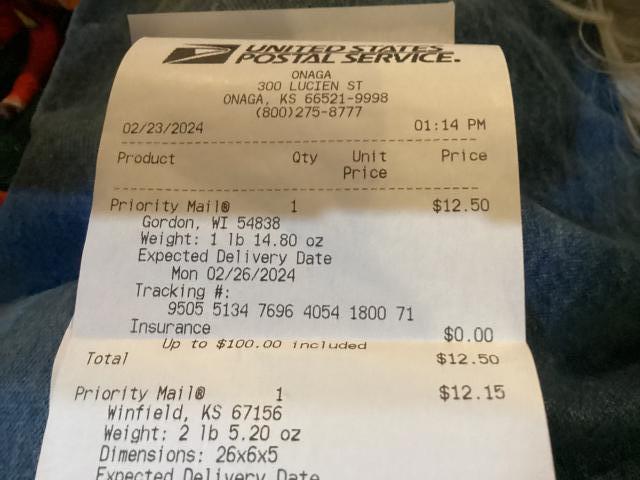 UNITED STATES
POSTAL SERVICE.
ONAGA
300 LUCIEN ST
ONAGA, KS 66521-9998
(800)275-8777
02/23/2024 01:14 PM
Product Qty Unit Price
Price
Priority Mail® 1 $12.50
Gordon, WI 54838
Weight: 1 lb 14.80 oz
Expected Delivery Date
Mon 02/26/2024
Tracking #:
9505 5134 7696 4054 1800 71
Insurance $0.00
Up to $100.00 included
Total $12.50
Priority Mail® 1 $12.15
Winfield, KS 67156
Weight: 2 lb 5.20 oz
Dimensions: 26x6x5
Expected Delivery Date